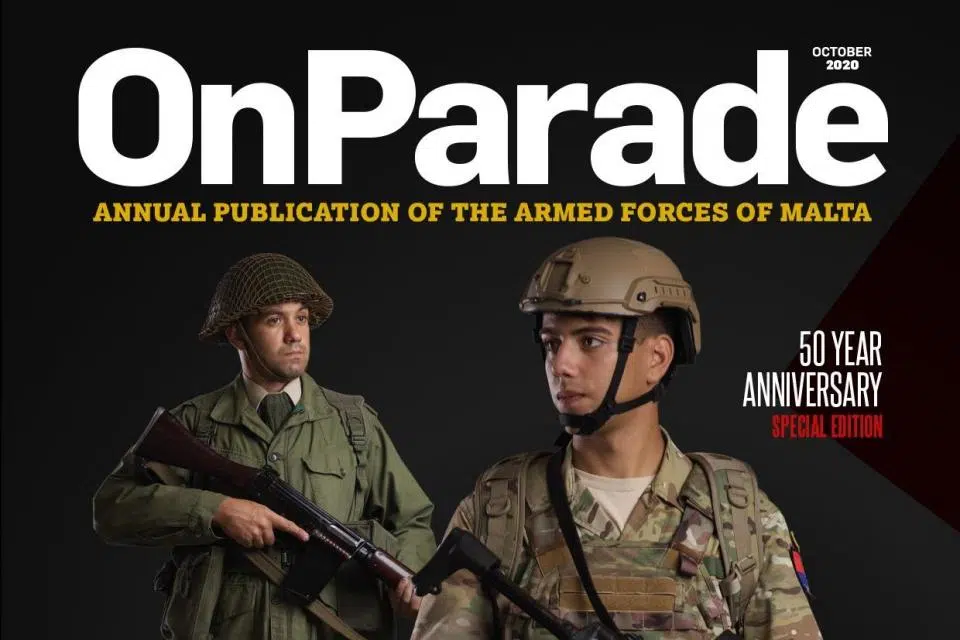 OCTOBER
2020
OnParade
ANNUAL PUBLICATION OF THE ARMED FORCES OF MALTA
50 YEAR
ANNIVERSARY
SPECIAL EDITION